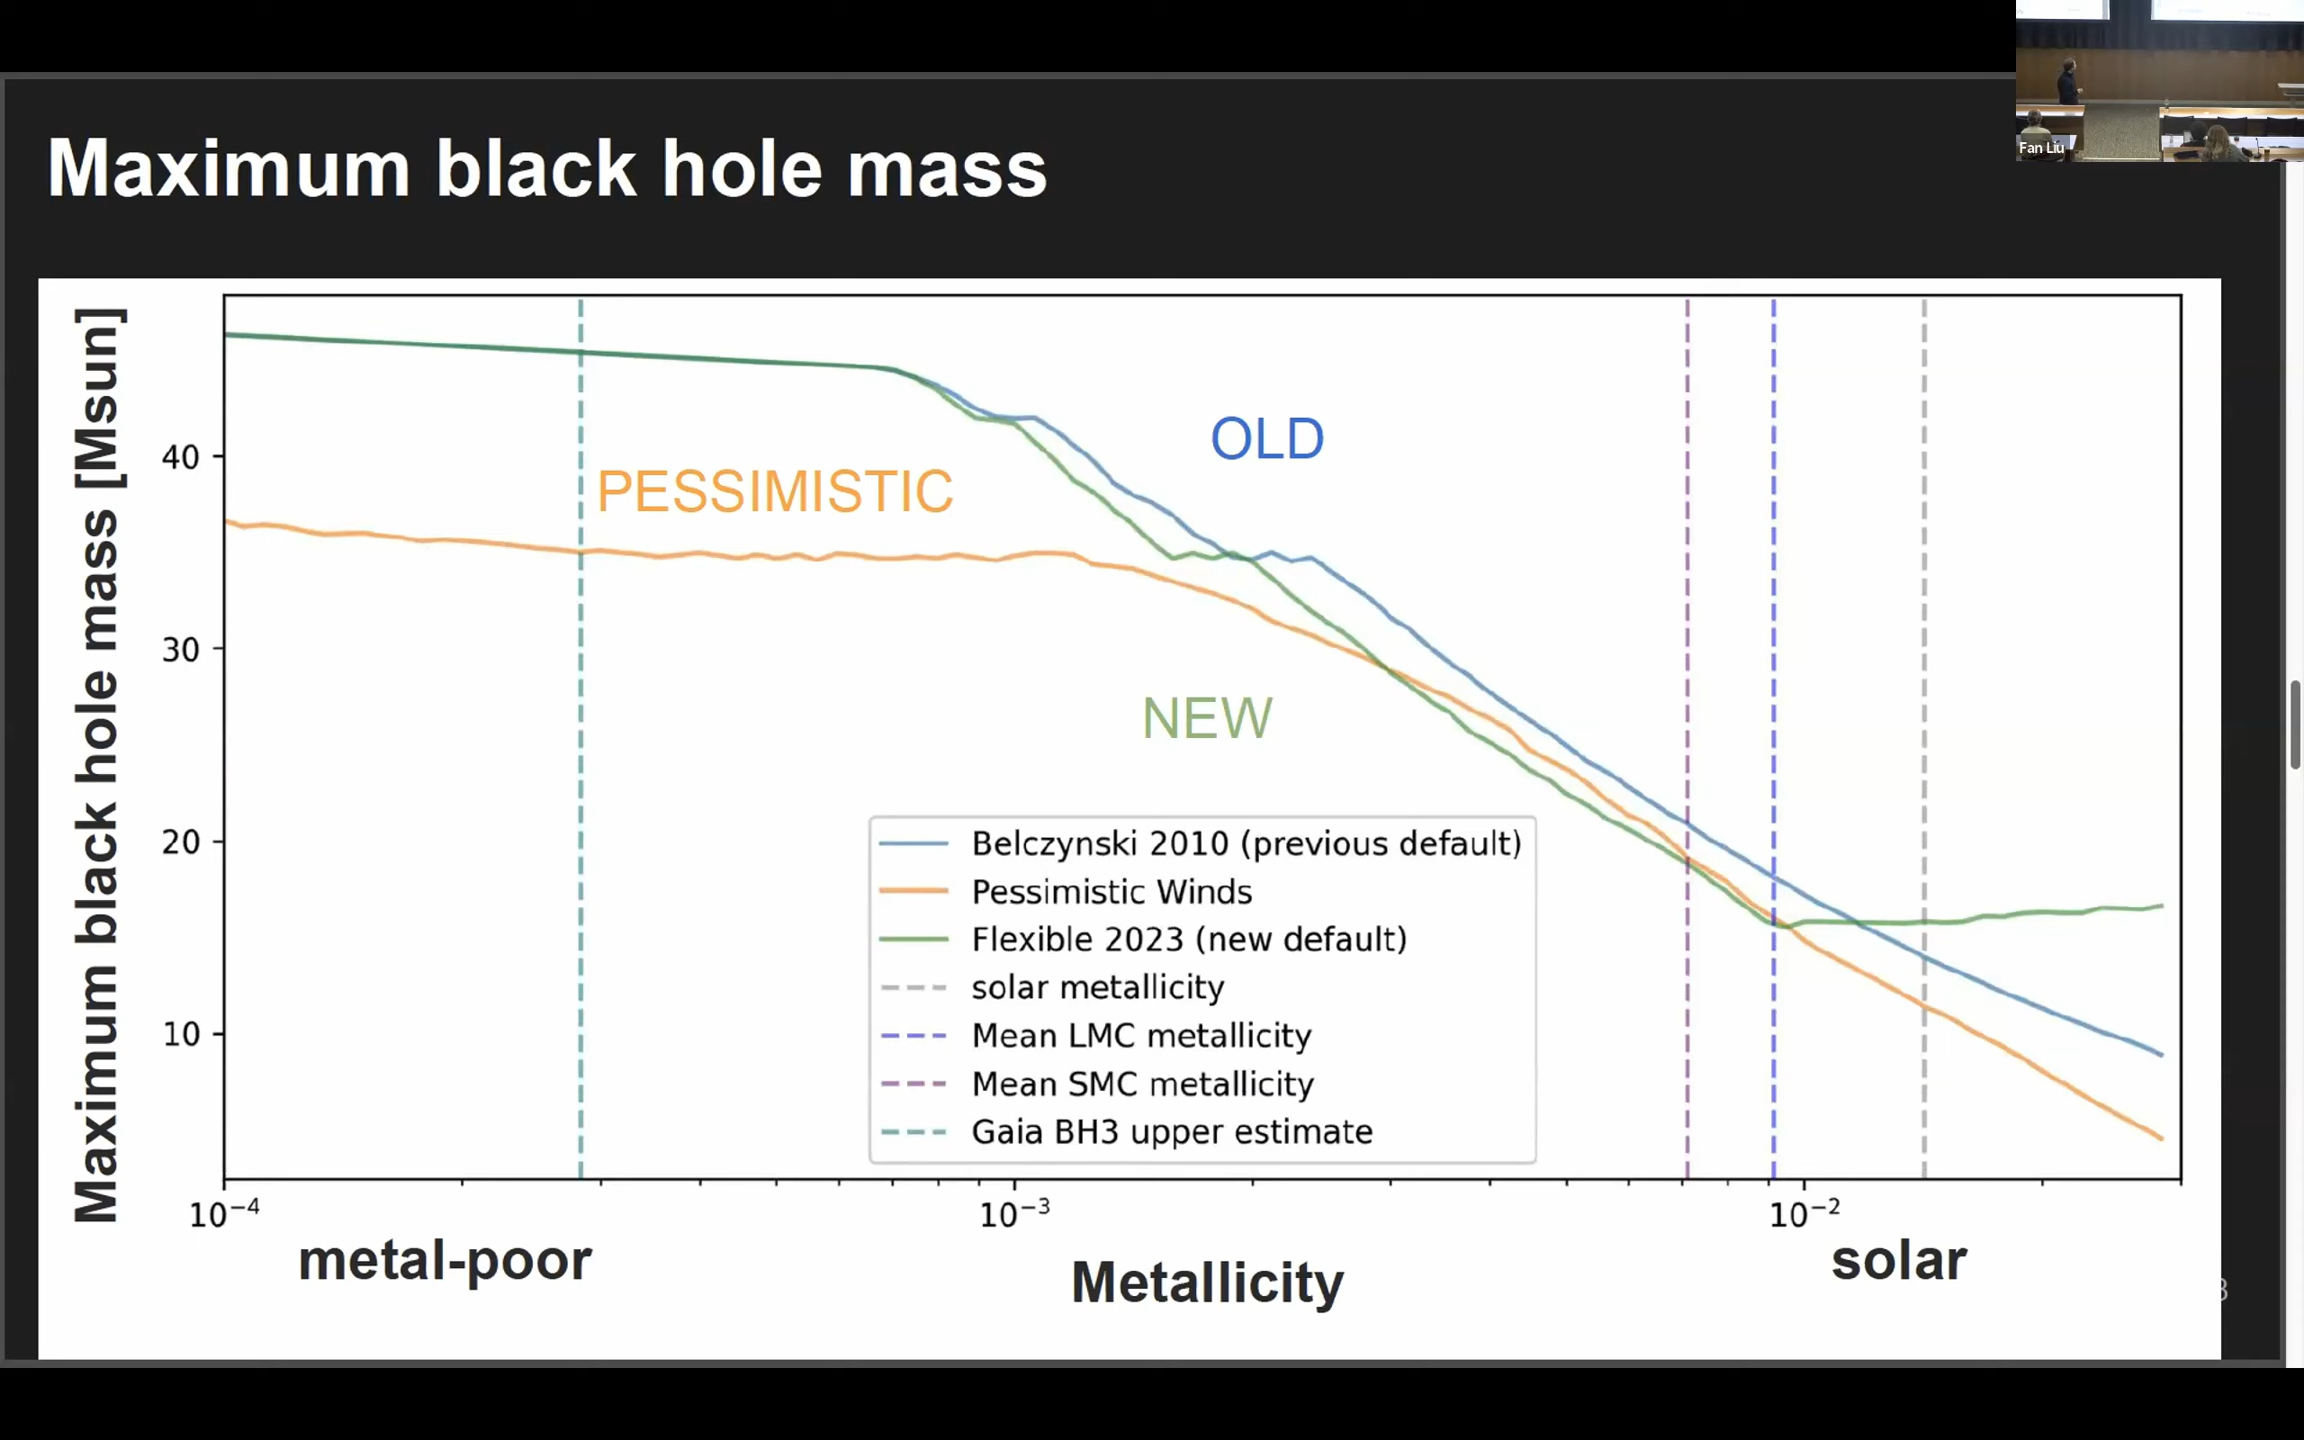 Fan Liu
Maximum black hole mass
Maximum black hole mass [Msun]
40
30
20
10
OLD
PESSIMISTIC
NEW
Belczynski 2010 (previous default)
Pessimistic Winds
Flexible 2023 (new default)
solar metallicity
Mean LMC metallicity
Mean SMC metallicity
Gaia BH3 upper estimate
10⁻⁴
10⁻³
10⁻²
metal-poor
Metallicity
solar